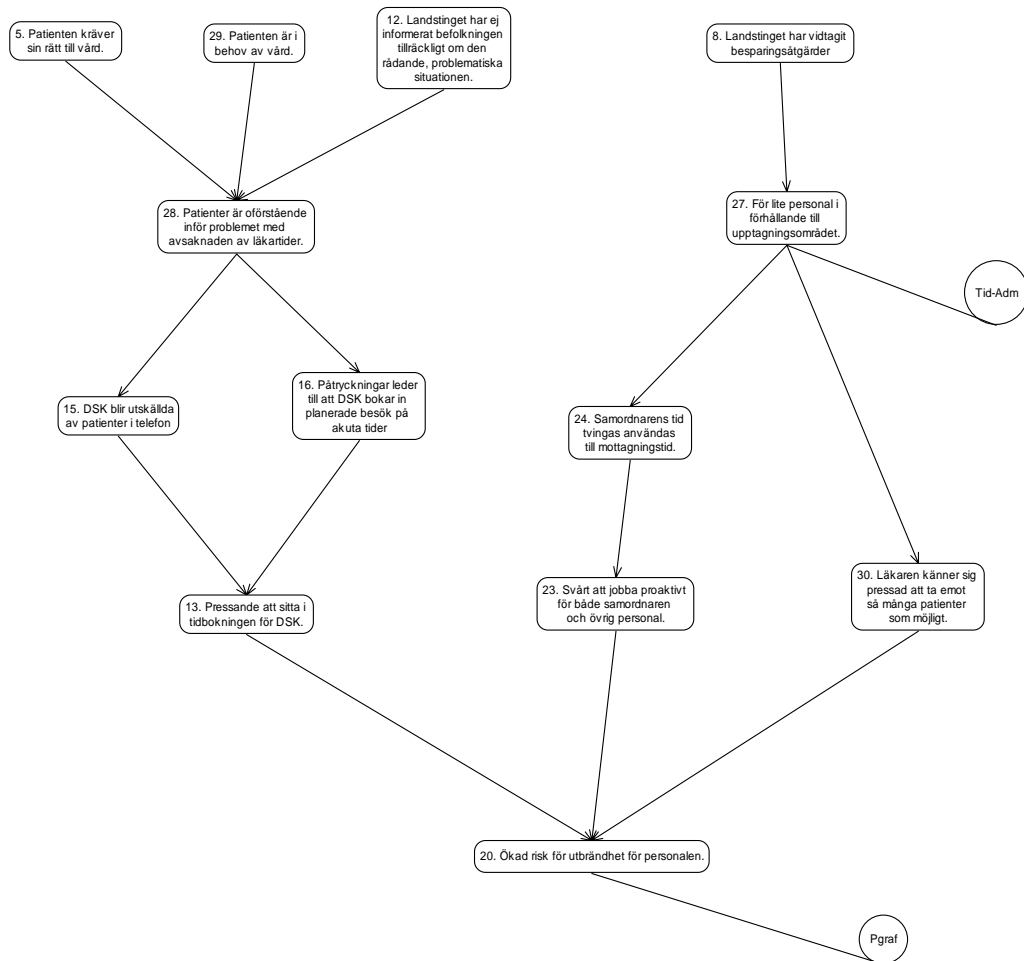 5. Patienten kräver
sin rätt till vård.
29. Patienten är i
behov av vård.
12. Landstinget har ej
informerat befolkningen
tillräckligt om den
rådande, problematiska
situationen.
8. Landstinget har vidtagit
besparingsåtgärder
28. Patienter är oförstående
inför problemet med
avsaknaden av läkartider.
27. För lite personal i
förhållande till
upptagningsområdet.
Tid-Adm
15. DSK blir utskällda
av patienter i telefon
16. Påtryckningar leder
till att DSK bokar in
planerade besök på
akuta tider
24. Samordnarens tid
tvingas användas
till mottagningstid.
13. Pressande att sitta i
tidbokningen för DSK.
23. Svårt att jobba proaktivt
för både samordnaren
och övrig personal.
30. Läkaren känner sig
pressad att ta emot
så många patienter
som möjligt.
20. Ökad risk för utbrändhet för personalen.
Pgraf